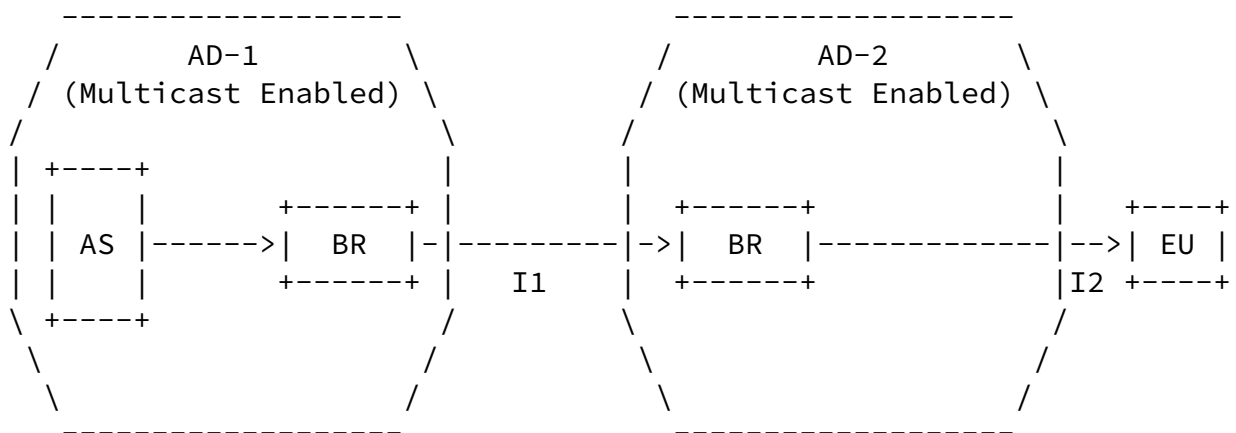 AD-1 AD-2
(Multicast Enabled) (Multicast Enabled)
AS BR BR EU
I1 I2